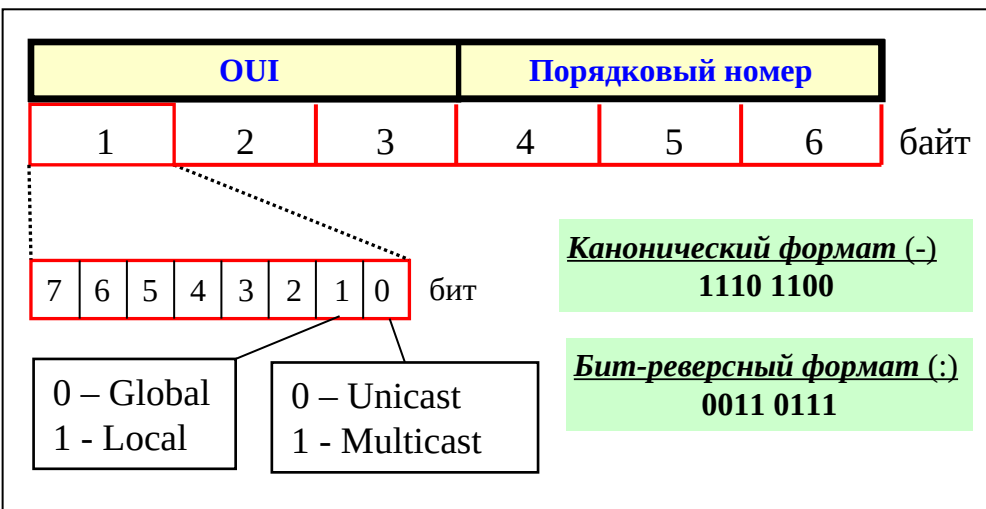 OUI Порядковый номер
1 2 3 4 5 6 байт
7 6 5 4 3 2 1 0 бит
Канонический формат (-)
1110 1100
Бит-реверсный формат (:)
0011 0111
0 – Global
1 - Local
0 – Unicast
1 - Multicast